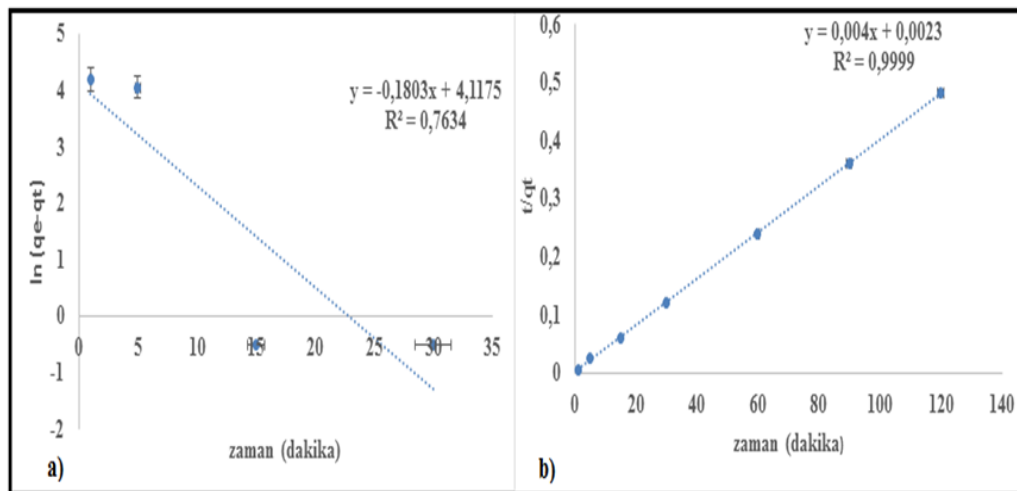 5
4
3
2
1
0
-1
-2
0 5 10 15 20 25 30 35
ln (qe-qt)
zaman (dakika)
y = -0,1803x + 4,1175
R² = 0,7634
a)
0,6
0,5
0,4
0,3
0,2
0,1
0
0 20 40 60 80 100 120 140
t/qt
zaman (dakika)
y = 0,004x + 0,0023
R² = 0,9999
b)